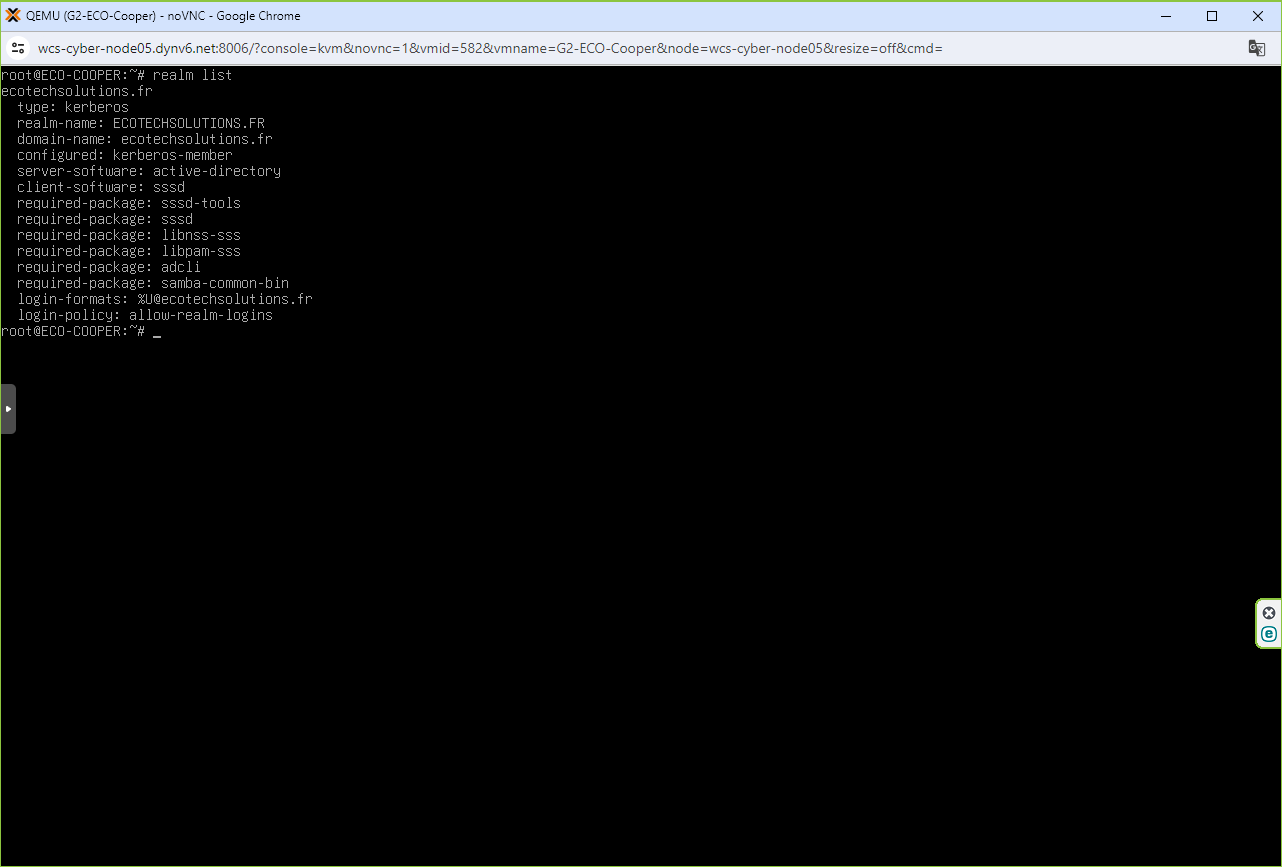 QEMU (G2-ECO-Cooper) - noVNC - Google Chrome
wcs-cyber-node05.dynv6.net:8006/?console=kvm&novnc=1&vmid=582&vmname=G2-ECO-Cooper&node=wcs-cyber-node05&resize=off&cmd=
root@ECO-COOPER:~# realm list
ecotechsolutions.fr
  type: kerberos
  realm-name: ECOTECHSOLUTIONS.FR
  domain-name: ecotechsolutions.fr
  configured: kerberos-member
  server-software: active-directory
  client-software: sssd
  required-package: sssd-tools
  required-package: sssd
  required-package: libnss-sss
  required-package: libpam-sss
  required-package: adcli
  required-package: samba-common-bin
  login-formats: %U@ecotechsolutions.fr
  login-policy: allow-realm-logins
root@ECO-COOPER:~# _